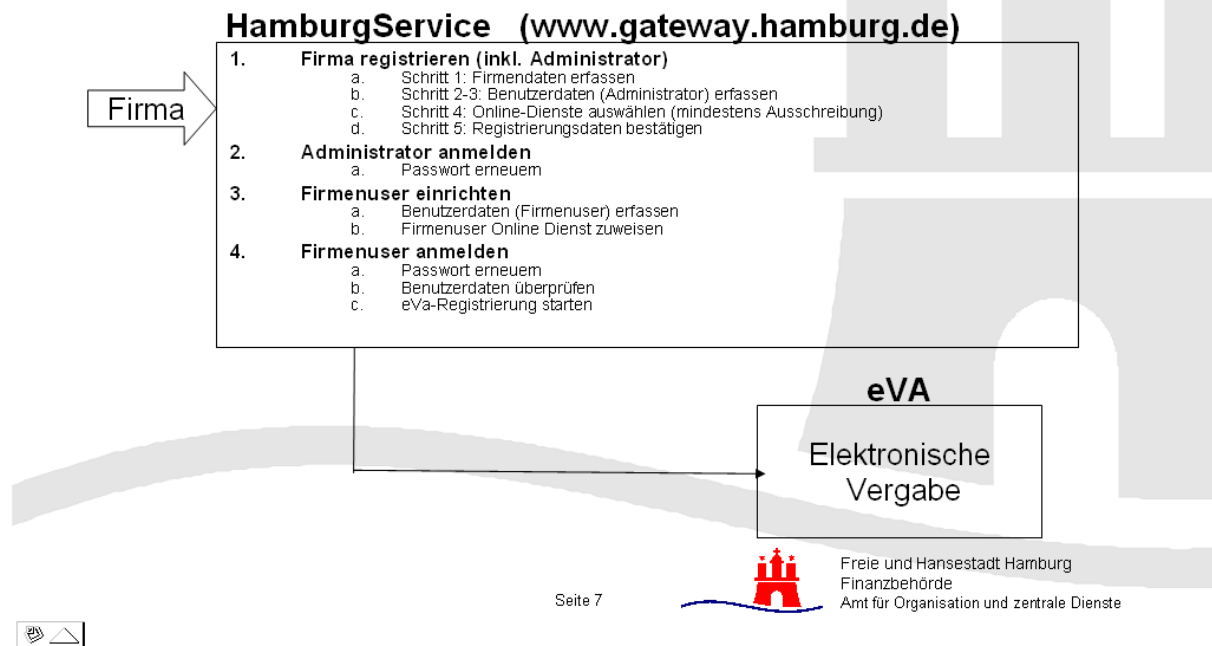 HamburgService (www.gateway.hamburg.de)
Firma
1. Firma registrieren (inkl. Administrator)
a. Schritt 1: Firmendaten erfassen
b. Schritt 2-3: Benutzerdaten (Administrator) erfassen
c. Schritt 4: Online-Dienste auswählen (mindestens Ausschreibung)
d. Schritt 5: Registrierungsdaten bestätigen
2. Administrator anmelden
a. Passwort erneuern
3. Firmenuser einrichten
a. Benutzerdaten (Firmenuser) erfassen
b. Firmenuser Online Dienst zuweisen
4. Firmenuser anmelden
a. Passwort erneuern
b. Benutzerdaten überprüfen
c. eVa-Registrierung starten
eVA
Elektronische
Vergabe
Freie und Hansestadt Hamburg
Finanzbehörde
Amt für Organisation und zentrale Dienste
Seite 7